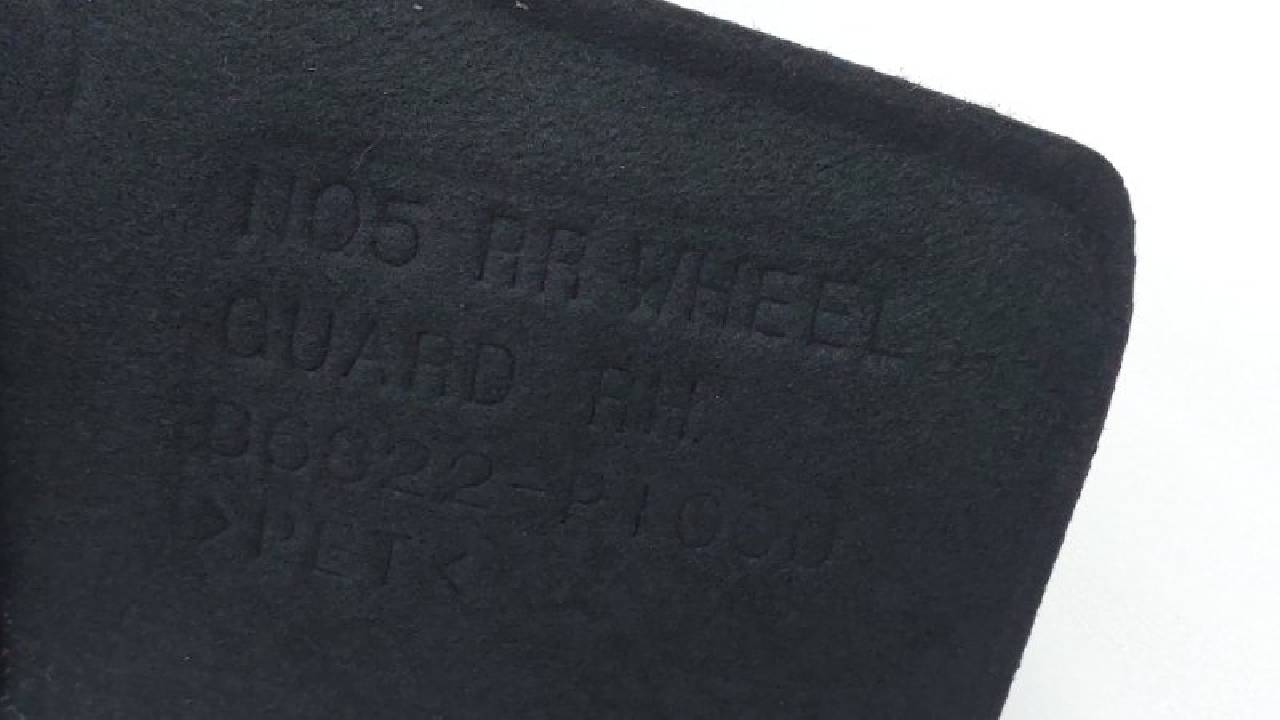 NQ5 RR WHEEL
GUARD RH
86822-P1000
>PET<